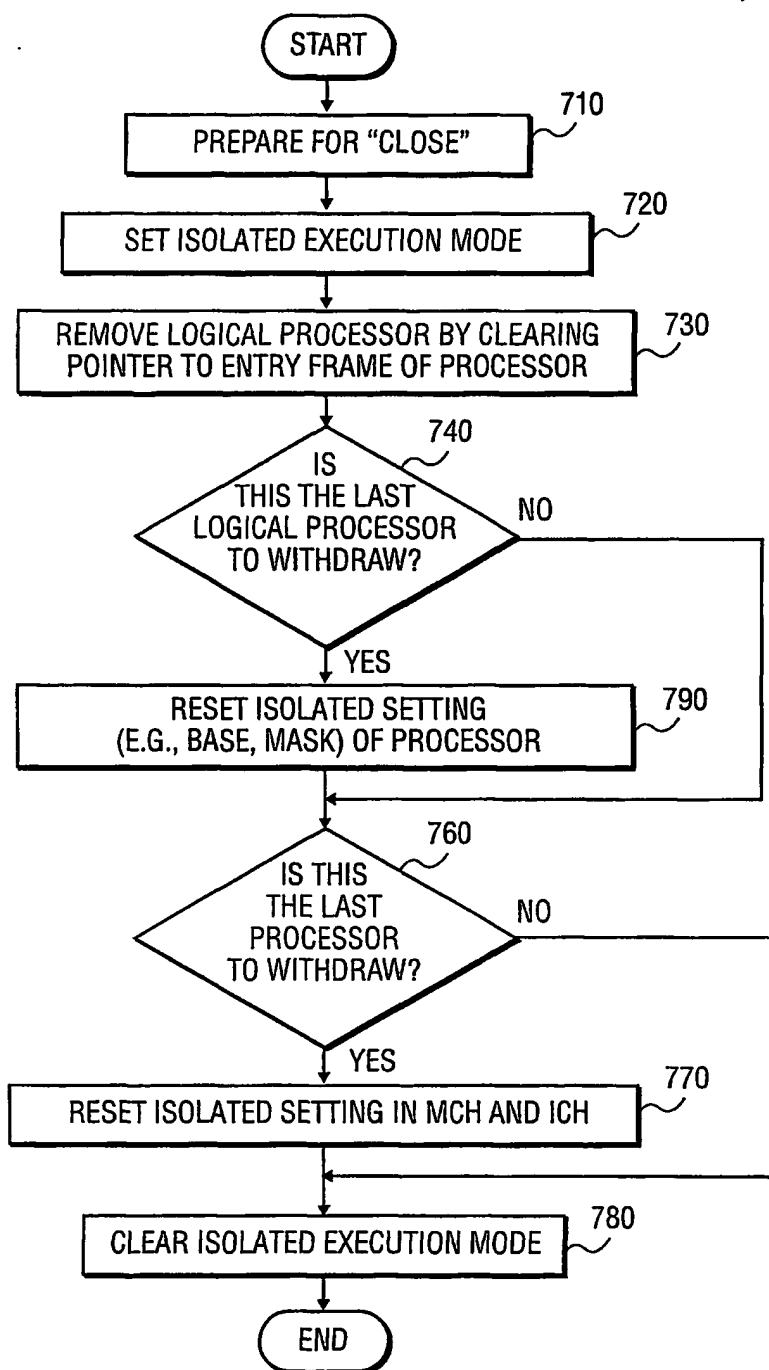 START
710
PREPARE FOR “CLOSE”
720
SET ISOLATED EXECUTION MODE
730
REMOVE LOGICAL PROCESSOR BY CLEARING
POINTER TO ENTRY FRAME OF PROCESSOR
740
IS
THIS THE LAST
LOGICAL PROCESSOR
TO WITHDRAW?
NO
YES
790
RESET ISOLATED SETTING
(E.G., BASE, MASK) OF PROCESSOR
760
IS THIS
THE LAST
PROCESSOR
TO WITHDRAW?
NO
YES
770
RESET ISOLATED SETTING IN MCH AND ICH
780
CLEAR ISOLATED EXECUTION MODE
END